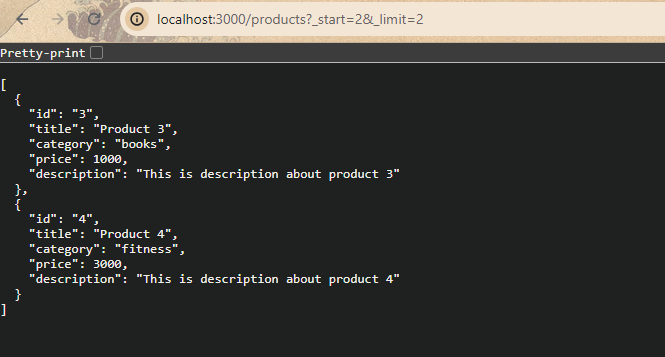 localhost:3000/products?_start=2&_limit=2
Pretty-print
[
  {
    "id": "3",
    "title": "Product 3",
    "category": "books",
    "price": 1000,
    "description": "This is description about product 3"
  },
  {
    "id": "4",
    "title": "Product 4",
    "category": "fitness",
    "price": 3000,
    "description": "This is description about product 4"
  }
]